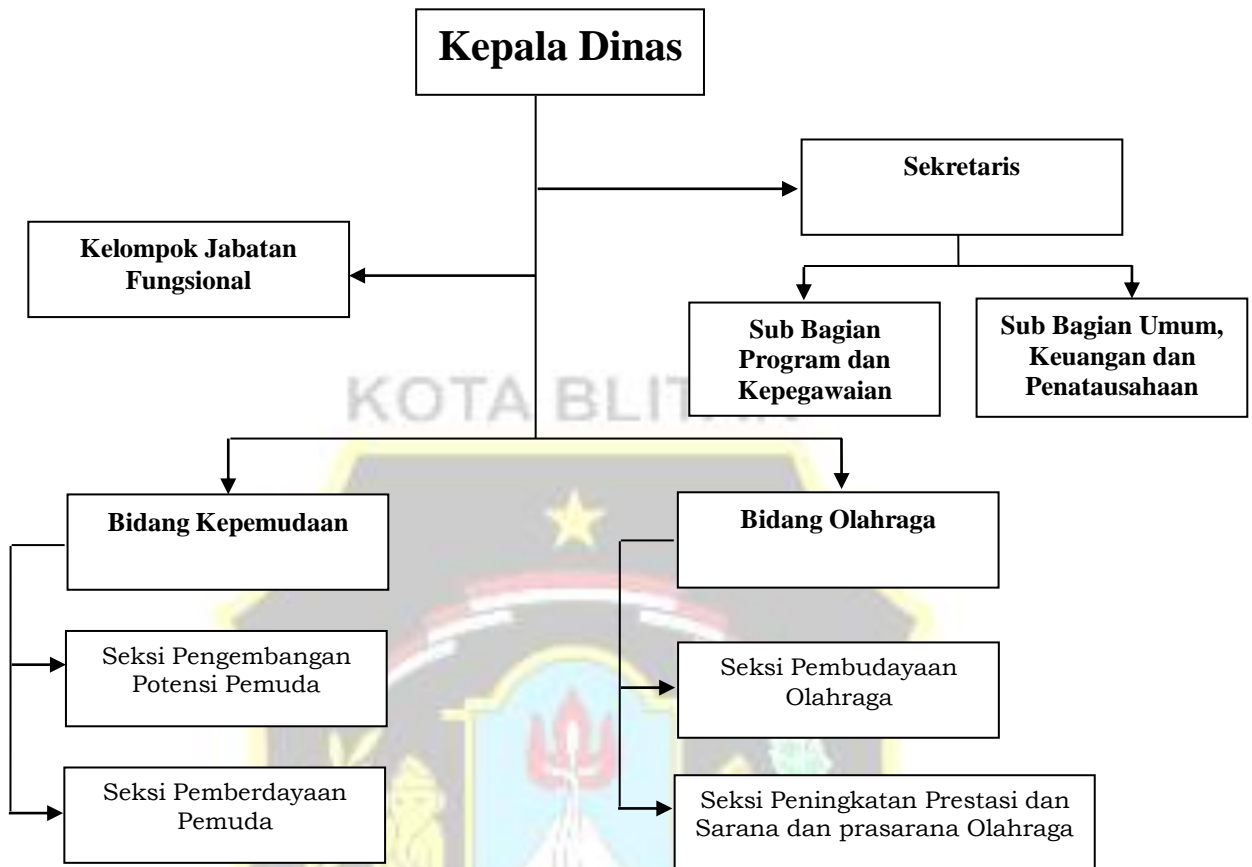 Kepala Dinas
Sekretaris
Kelompok Jabatan
Fungsional
Sub Bagian
Program dan
Kepegawaian
Sub Bagian Umum,
Keuangan dan
Penatausahaan
KOTA BLITAR
Bidang Kepemudaan
Bidang Olahraga
Seksi Pengembangan
Potensi Pemuda
Seksi Pembudayaan
Olahraga
Seksi Pemberdayaan
Pemuda
Seksi Peningkatan Prestasi dan
Sarana dan prasarana Olahraga